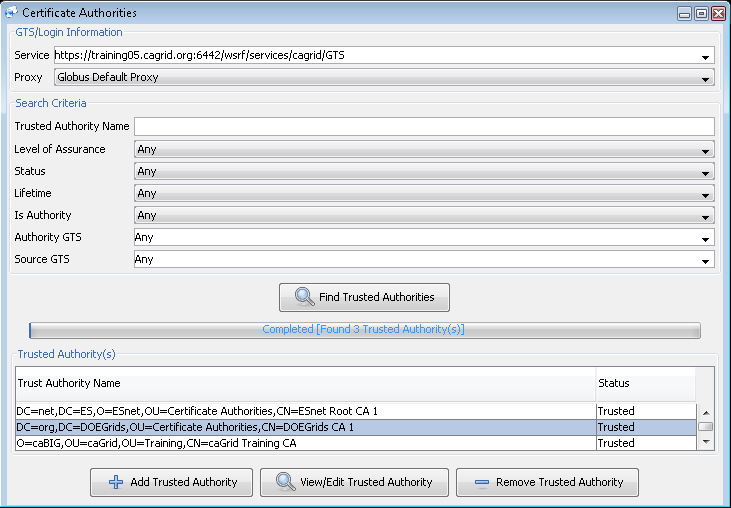 Certificate Authorities
GTS/Login Information
Service https://training05.cagrid.org:6442/wsrf/services/cagrid/GTS
Proxy Globus Default Proxy
Search Criteria
Trusted Authority Name
Level of Assurance Any
Status Any
Lifetime Any
Is Authority Any
Authority GTS Any
Source GTS Any
Find Trusted Authorities
Completed [Found 3 Trusted Authority(s)]
Trusted Authority(s)
Trust Authority Name Status
DC=net,DC=ES,O=ESnet,OU=Certificate Authorities,CN=ESnet Root CA 1 Trusted
DC=org,DC=DOEGrids,OU=Certificate Authorities,CN=DOEGrids CA 1 Trusted
O=caBIG,OU=caGrid,OU=Training,CN=caGrid Training CA Trusted
Add Trusted Authority View/Edit Trusted Authority Remove Trusted Authority